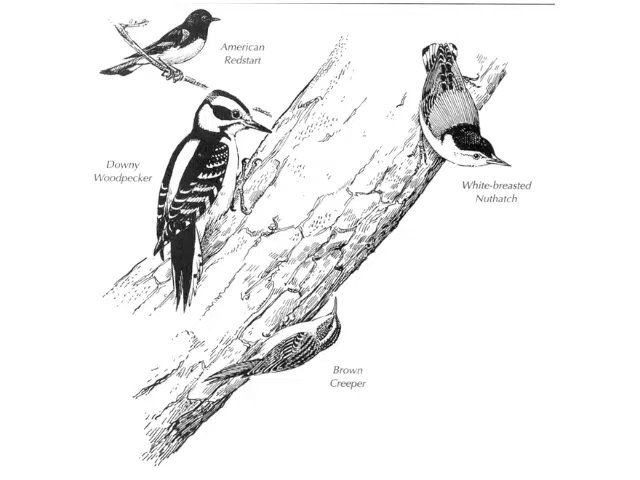 American
Redstart
Downy
Woodpecker
White-breasted
Nuthatch
Brown
Creeper